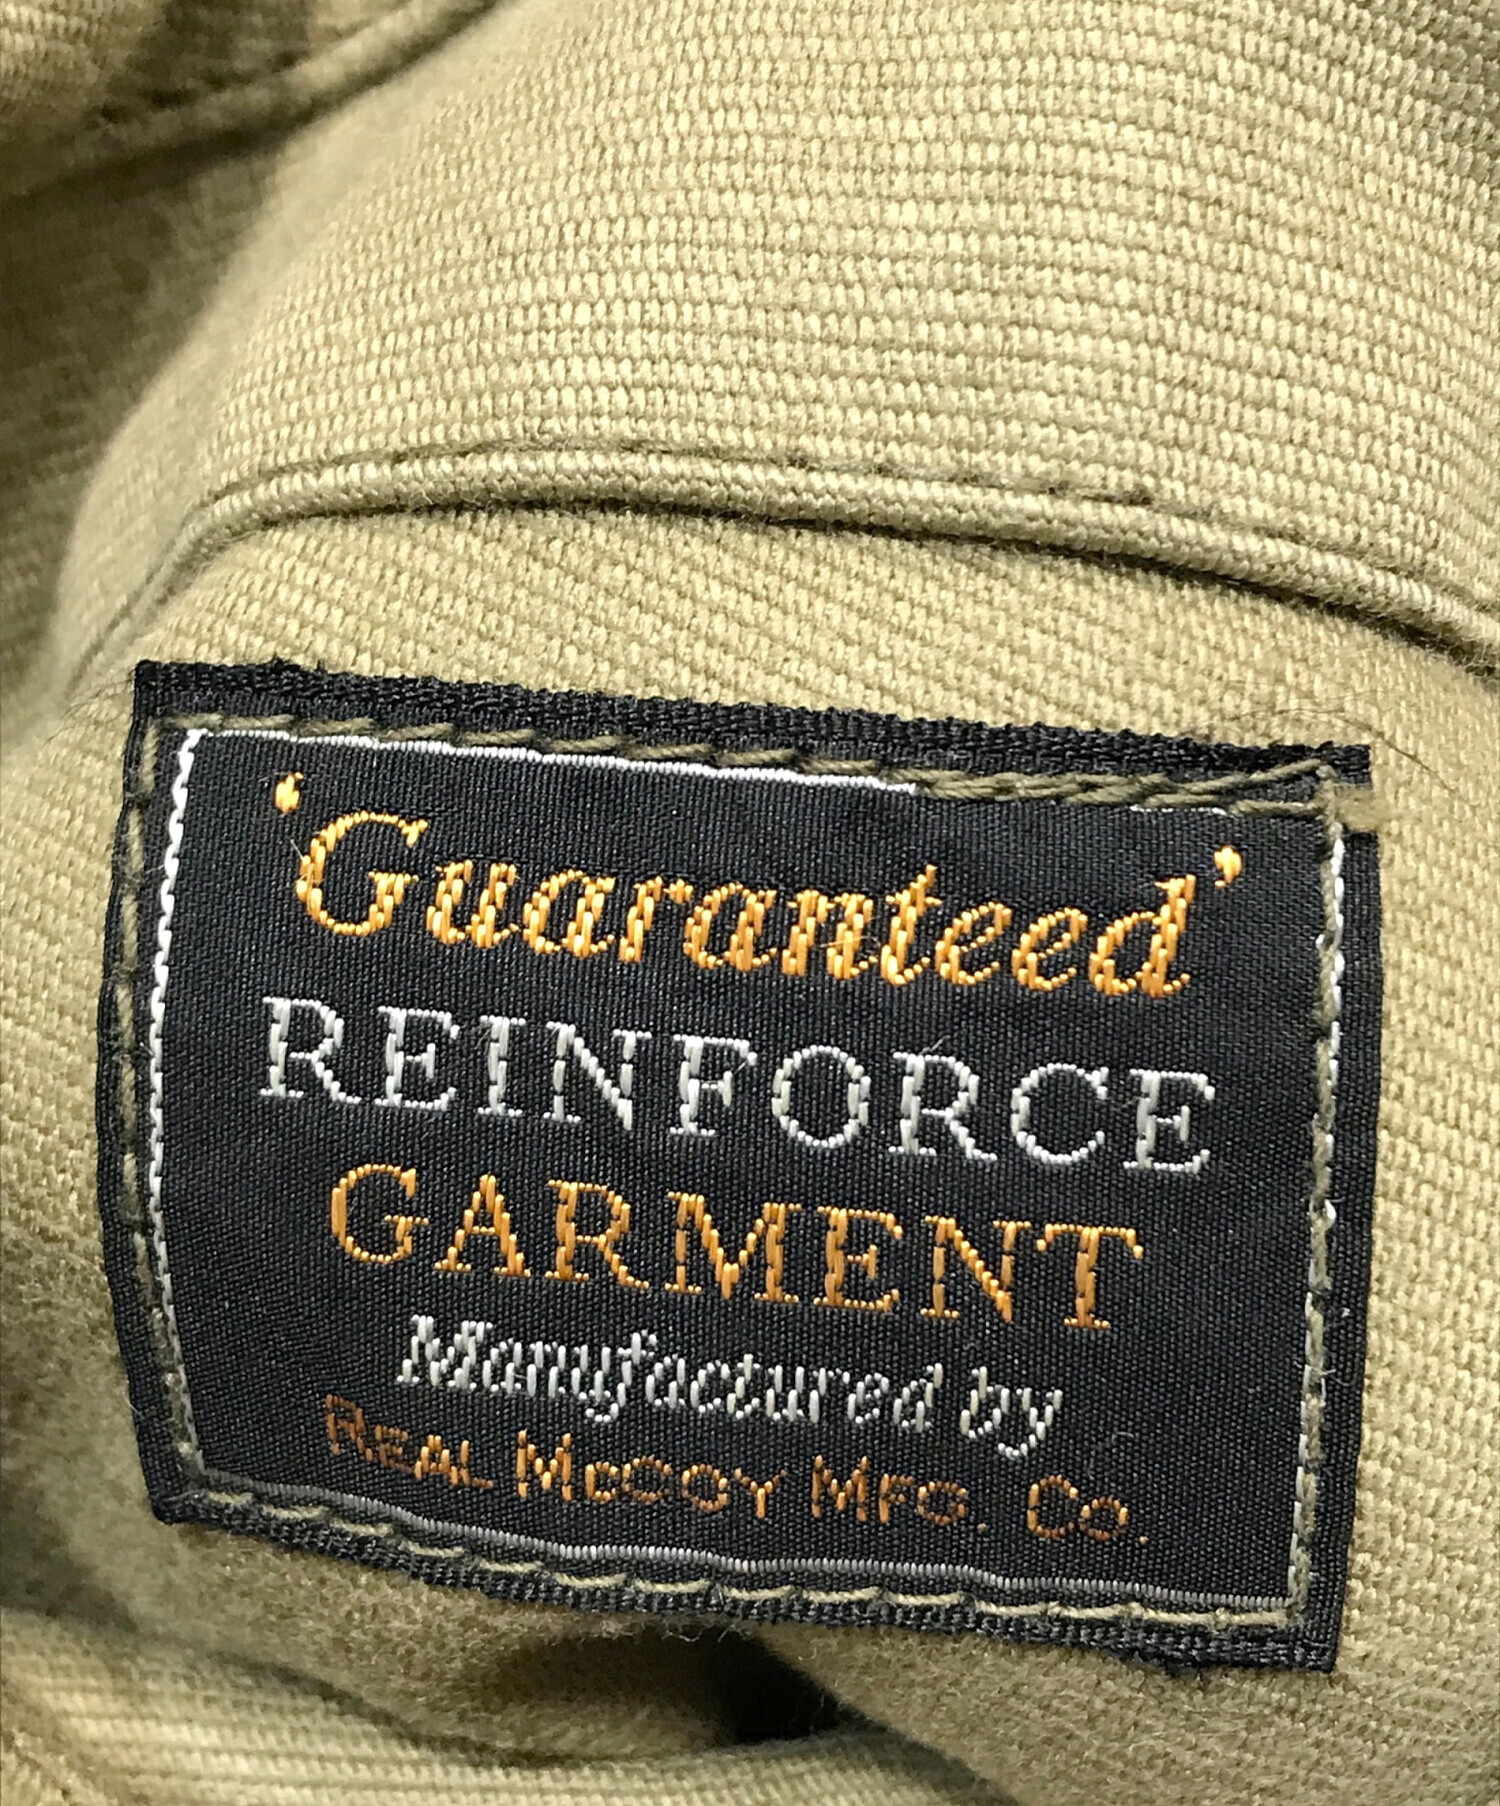 'Guaranteed'
REINFORCE
GARMENT
Manufactured by
REAL McCOY MFG. CO.